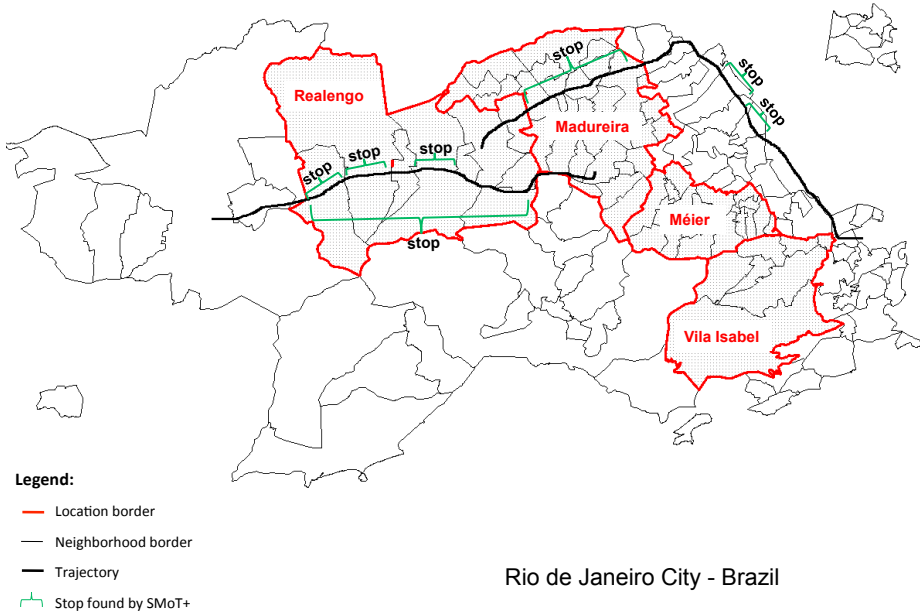 stop
stop
stop
Realengo
Madureira
stop
stop
stop
stop
Méier
stop
Vila Isabel
Legend:
Location border
Neighborhood border
Trajectory
Stop found by SMoT+
Rio de Janeiro City - Brazil